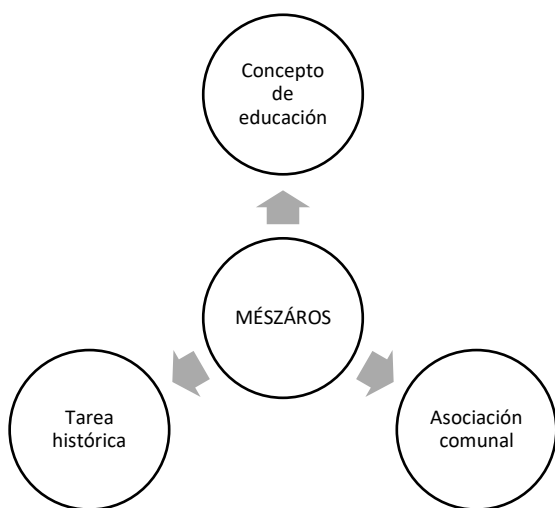 Concepto
de
educación
MÉSZÁROS
Tarea
histórica
Asociación
comunal